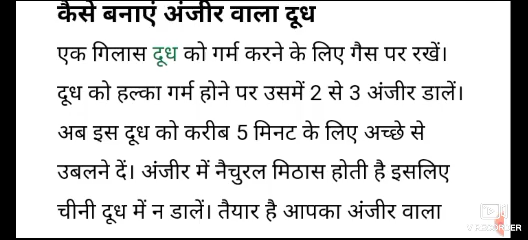 कैसे बनाएं अंजीर वाला दूध
एक गिलास दूध को गर्म करने के लिए गैस पर रखें।
दूध को हल्का गर्म होने पर उसमें 2 से 3 अंजीर डालें।
अब इस दूध को करीब 5 मिनट के लिए अच्छे से
उबलने दें। अंजीर में नैचुरल मिठास होती है इसलिए
चीनी दूध में न डालें। तैयार है आपका अंजीर वाला